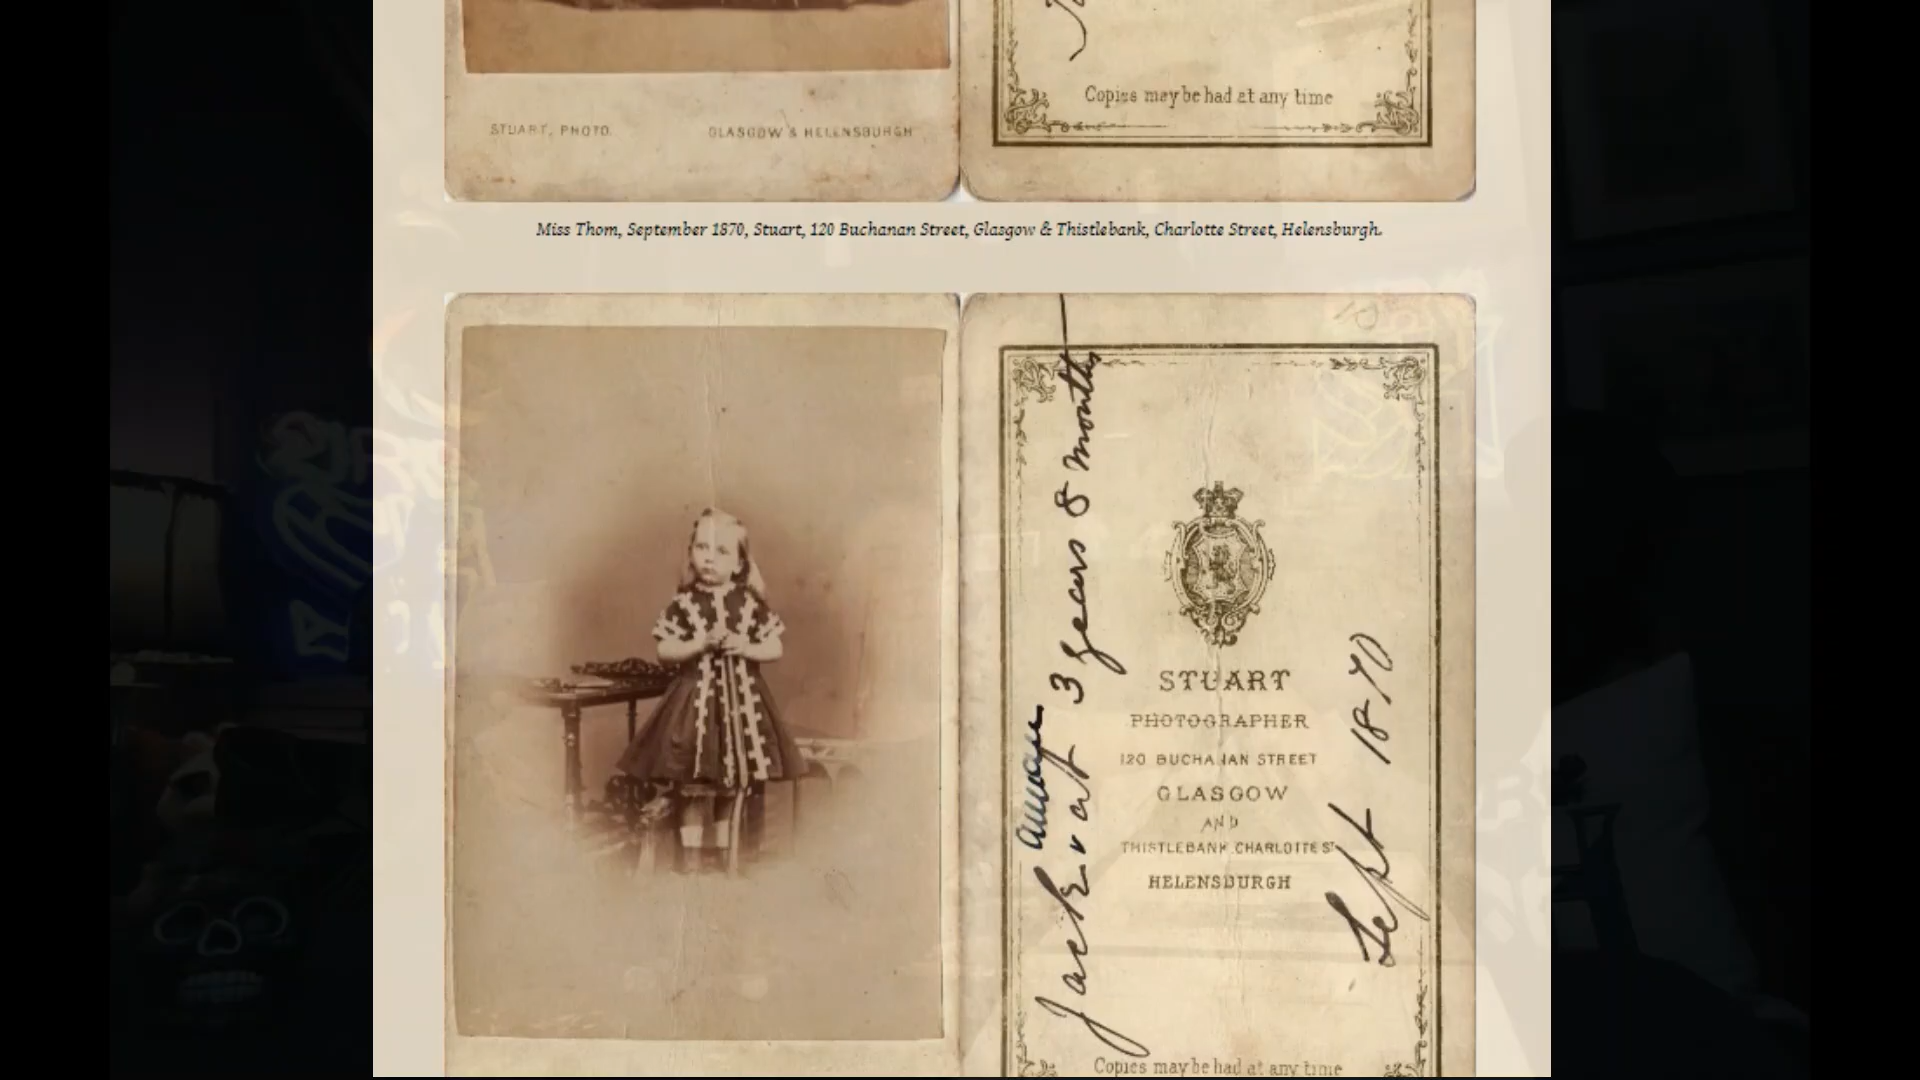 STUART, PHOTO.
GLASGOW & HELENSBURGH
Copies may be had at any time
Miss Thom, September 1870, Stuart, 120 Buchanan Street, Glasgow & Thistlebank, Charlotte Street, Helensburgh.
3 years 8 months
STUART
PHOTOGRAPHER
120 BUCHANAN STREET
GLASGOW
AND
THISTLEBANK, CHARLOTTE ST
HELENSBURGH
Sept 1870
Copies may be had at any time